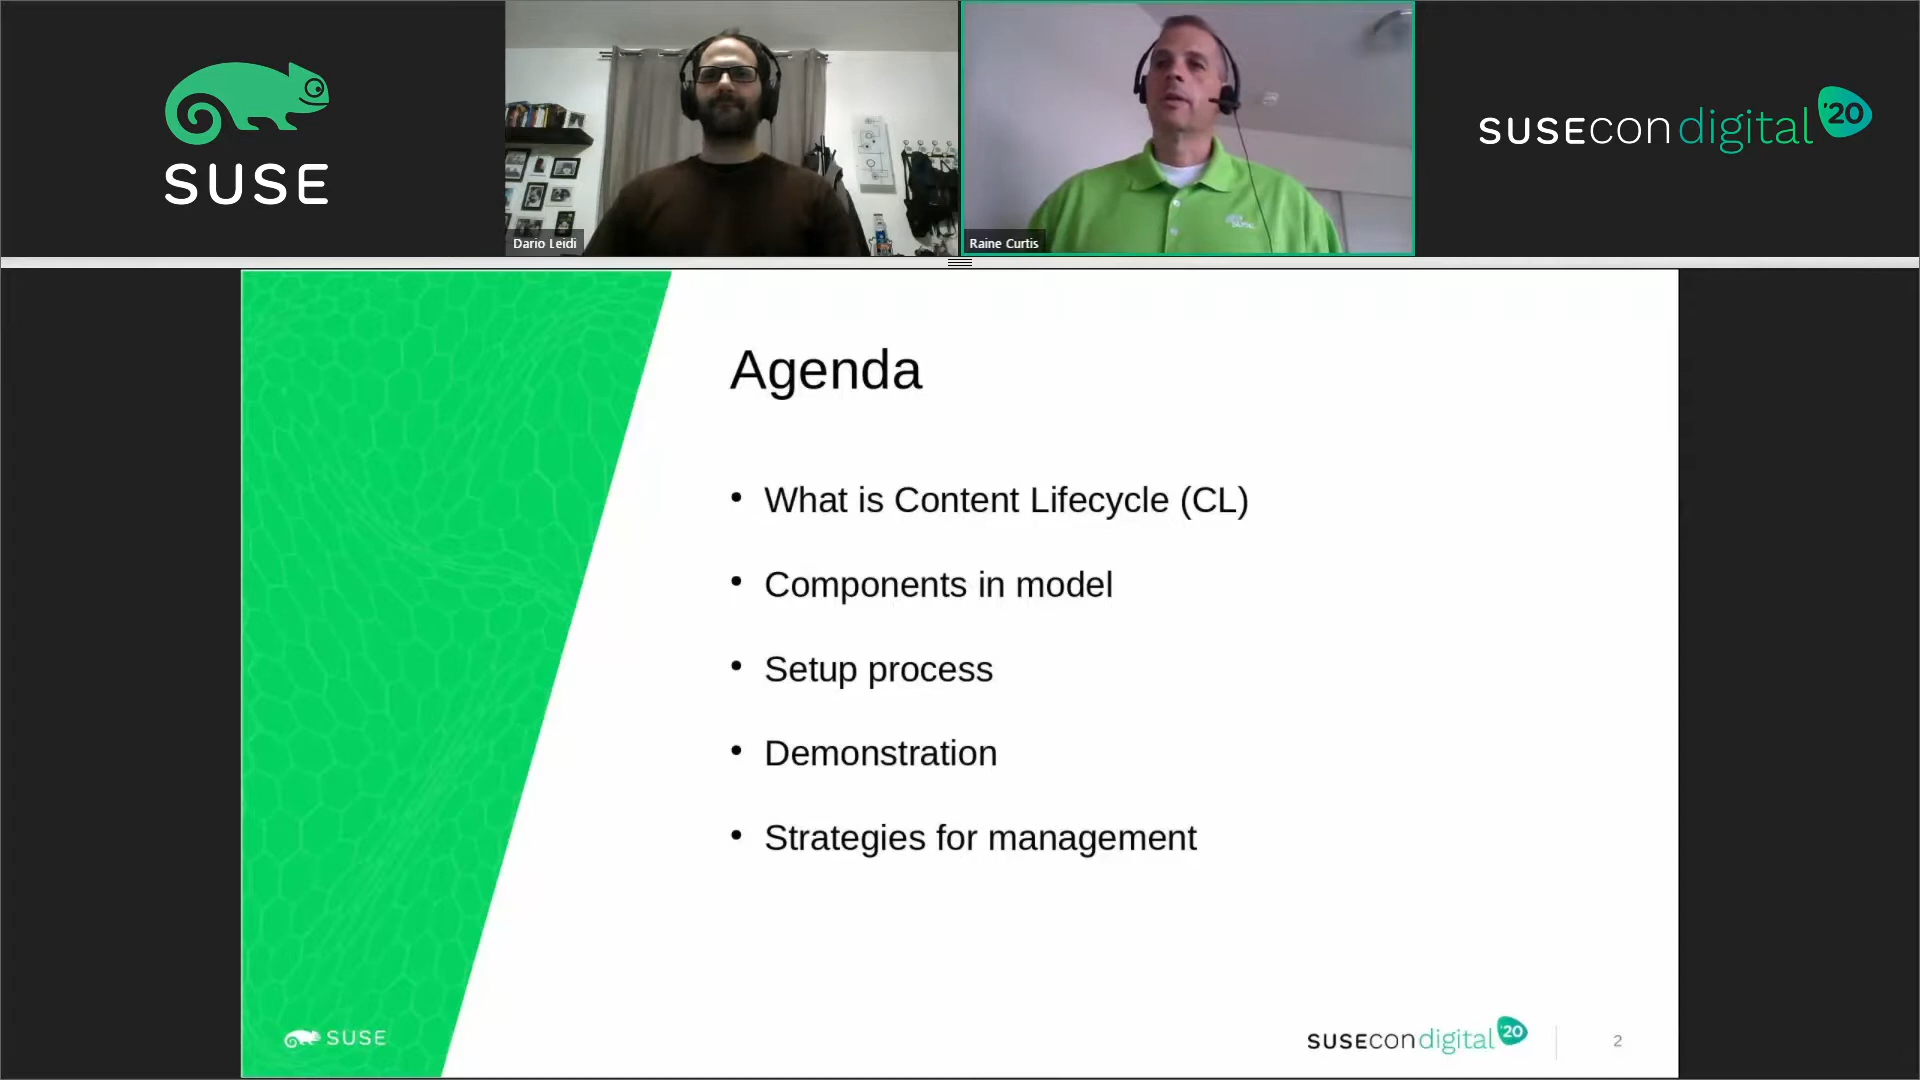 SUSE
Dario Leidi
Raine Curtis
SUSEcon digital '20
Agenda
• What is Content Lifecycle (CL)
• Components in model
• Setup process
• Demonstration
• Strategies for management
SUSE
SUSEcon digital '20
2